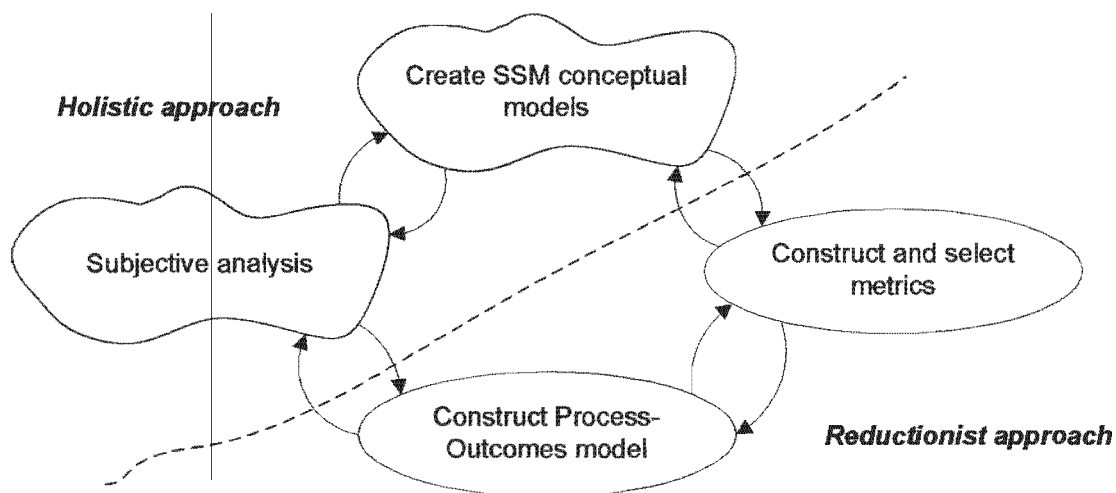 Create SSM conceptual
models
Holistic approach
Subjective analysis
Construct and select
metrics
Construct Process-
Outcomes model
Reductionist approach